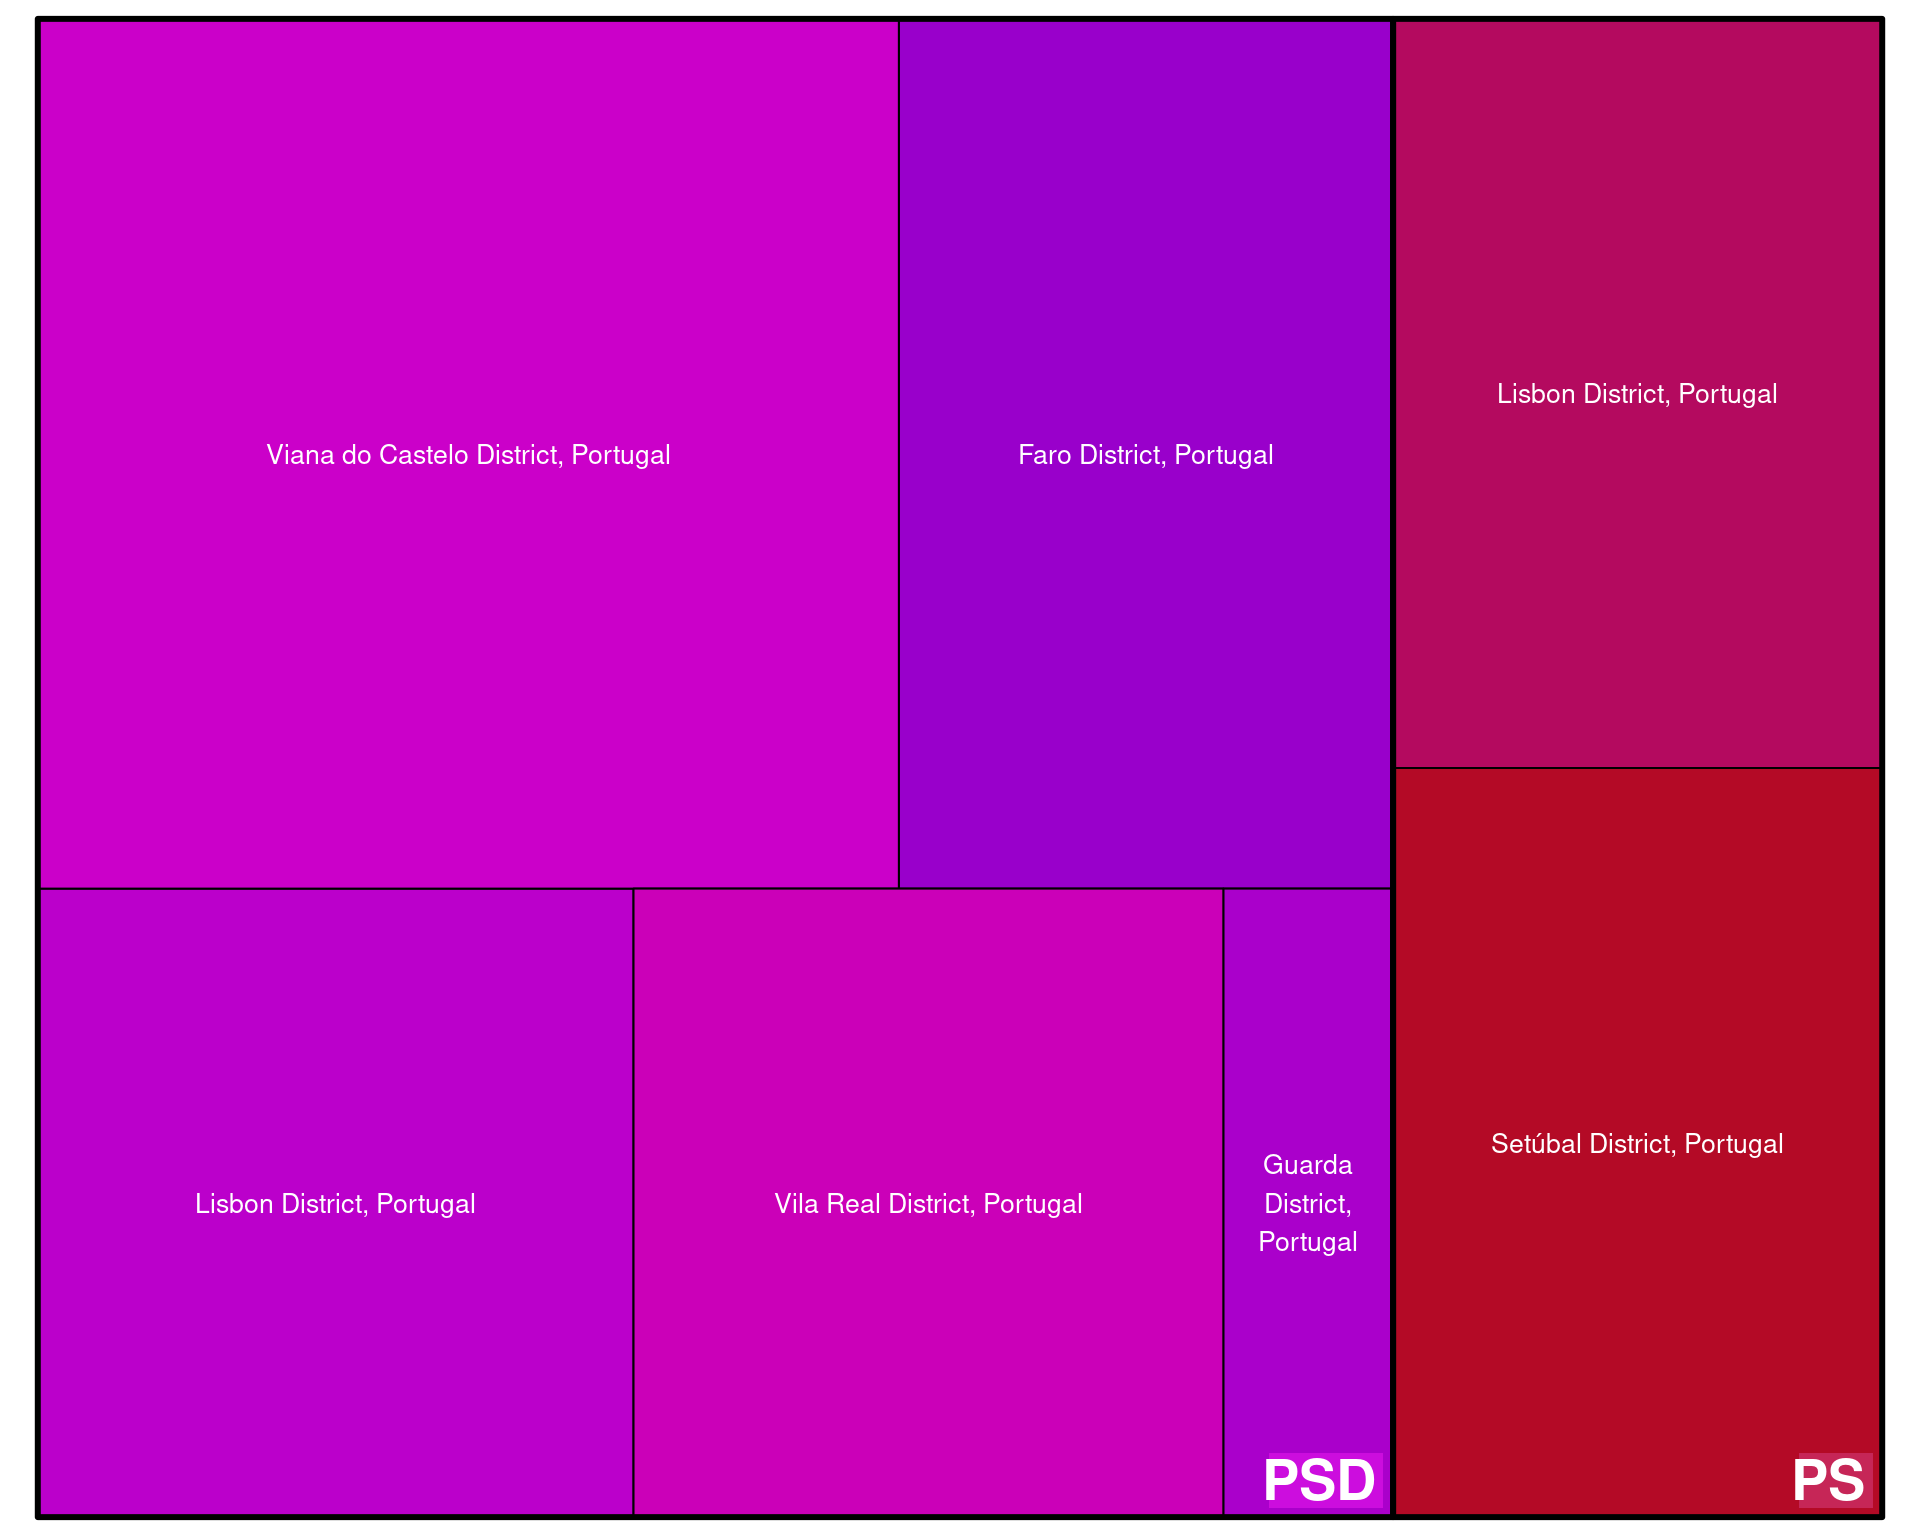 Viana do Castelo District, Portugal
Faro District, Portugal
Lisbon District, Portugal
Lisbon District, Portugal
Vila Real District, Portugal
Guarda
District,
Portugal
Setúbal District, Portugal
PSD
PS